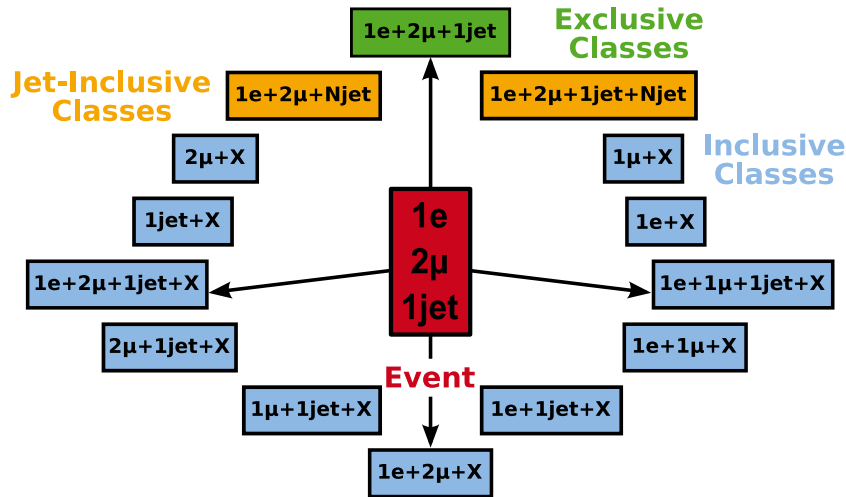 1e+2μ+1jet
Exclusive
Classes
Jet-Inclusive
Classes
1e+2μ+Njet
1e+2μ+1jet+Njet
2μ+X
1μ+X
Inclusive
Classes
1jet+X
1e
2μ
1jet
1e+X
1e+2μ+1jet+X
1e+1μ+1jet+X
2μ+1jet+X
1e+1μ+X
Event
1μ+1jet+X
1e+1jet+X
1e+2μ+X